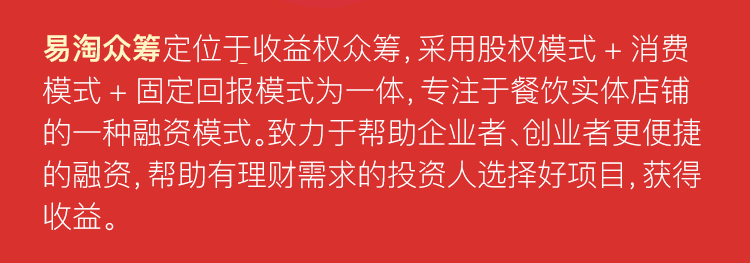 易淘众筹定位于收益权众筹，采用股权模式 + 消费
模式 + 固定回报模式为一体，专注于餐饮实体店铺
的一种融资模式。致力于帮助企业者、创业者更便捷
的融资，帮助有理财需求的投资人选择好项目，获得
收益。